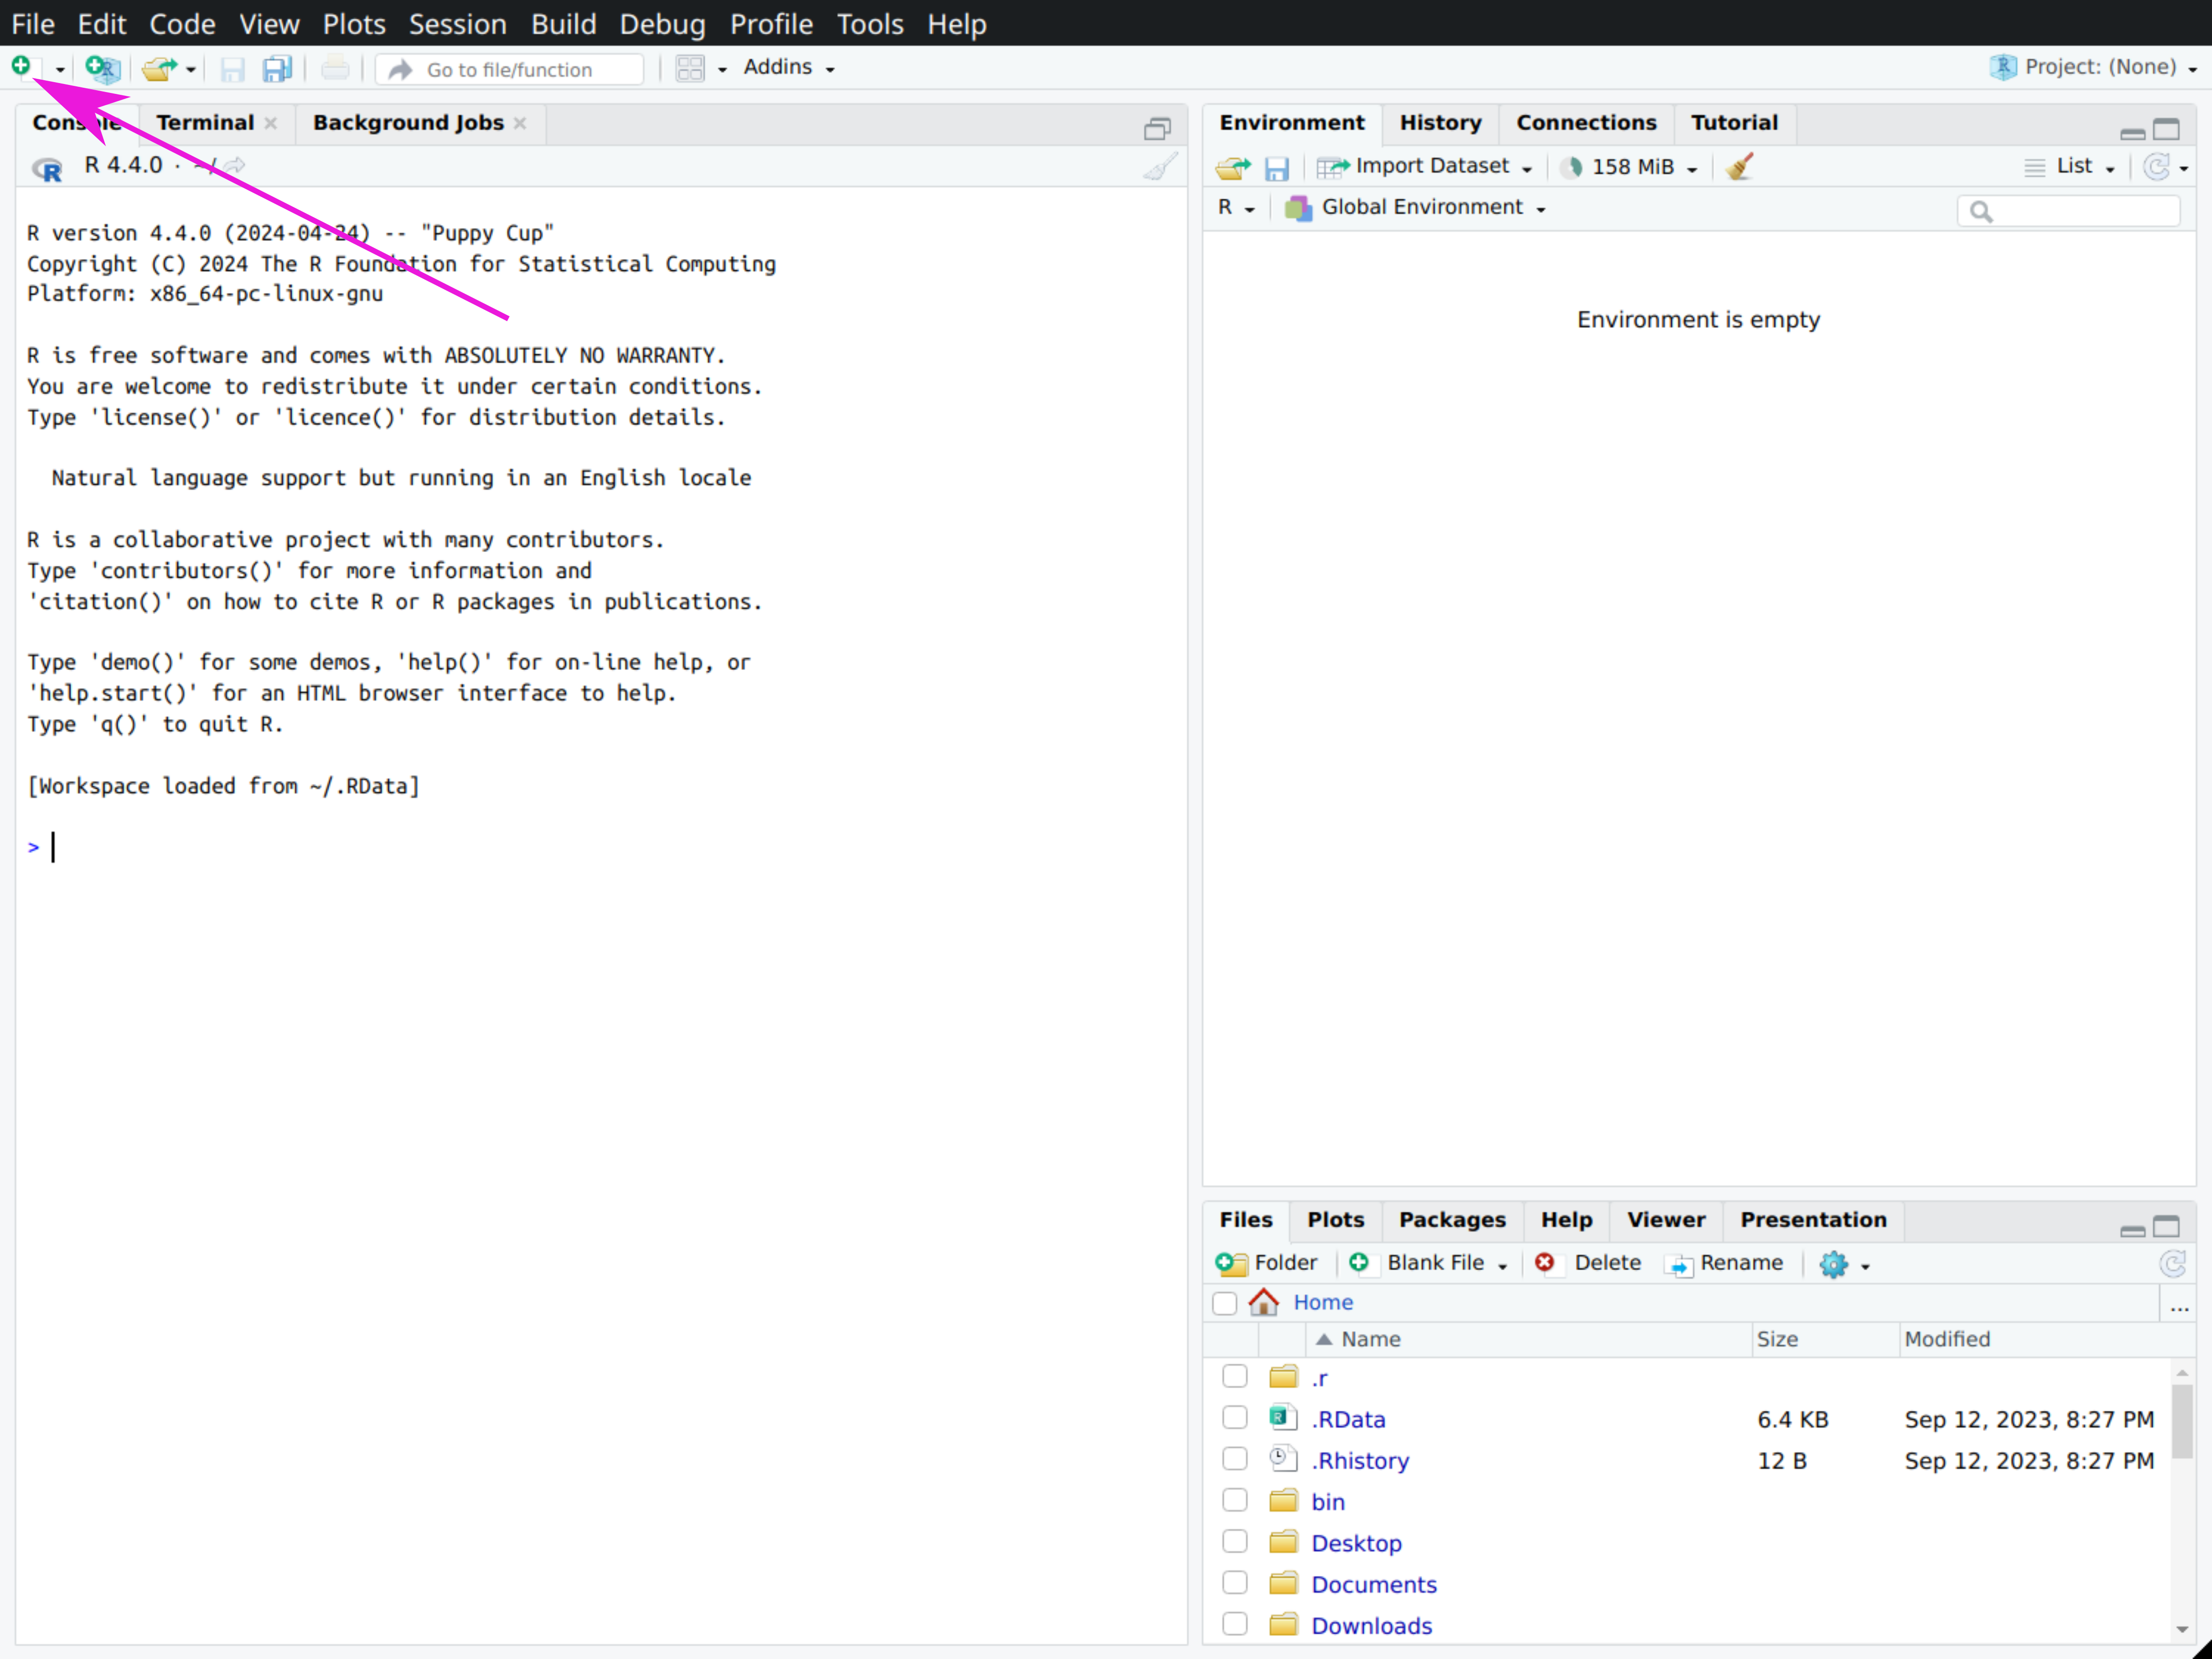 File Edit Code View Plots Session Build Debug Profile Tools Help
Go to file/function Addins Project: (None)
Console Terminal Background Jobs
R 4.4.0 · ~/
R version 4.4.0 (2024-04-24) -- "Puppy Cup"
Copyright (C) 2024 The R Foundation for Statistical Computing
Platform: x86_64-pc-linux-gnu
R is free software and comes with ABSOLUTELY NO WARRANTY.
You are welcome to redistribute it under certain conditions.
Type 'license()' or 'licence()' for distribution details.
Natural language support but running in an English locale
R is a collaborative project with many contributors.
Type 'contributors()' for more information and
'citation()' on how to cite R or R packages in publications.
Type 'demo()' for some demos, 'help()' for on-line help, or
'help.start()' for an HTML browser interface to help.
Type 'q()' to quit R.
[Workspace loaded from ~/.RData]
>
Environment History Connections Tutorial
Import Dataset 158 MiB List
R Global Environment
Environment is empty
Files Plots Packages Help Viewer Presentation
Folder Blank File Delete Rename
Home ...
Name Size Modified
.r
.RData 6.4 KB Sep 12, 2023, 8:27 PM
.Rhistory 12 B Sep 12, 2023, 8:27 PM
bin
Desktop
Documents
Downloads